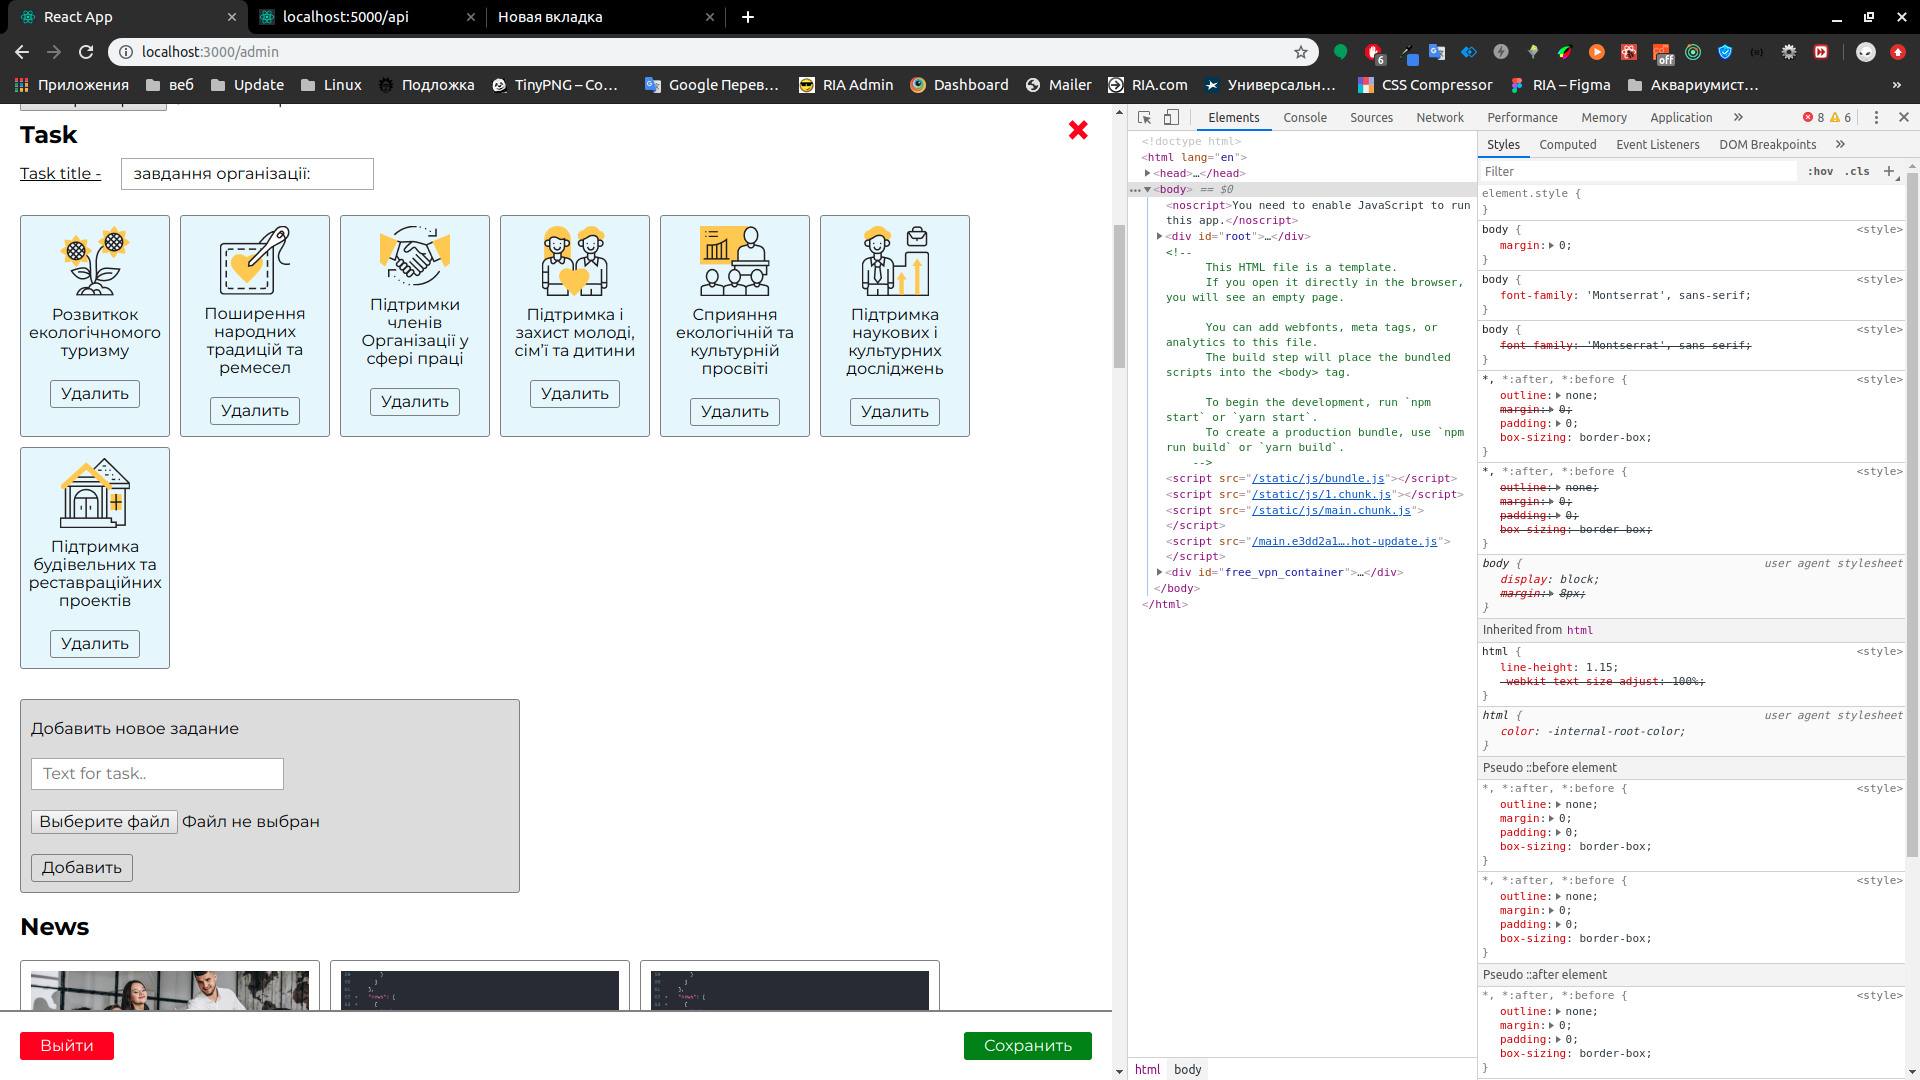 React App
localhost:5000/api
Новая вкладка
localhost:3000/admin
6
off
Приложения
веб
Update
Linux
Подложка
TinyPNG – Co...
Google Перев...
RIA Admin
Dashboard
Mailer
RIA.com
Универсальн...
CSS Compressor
RIA – Figma
Аквариумист...
»
Task
Task title -
завдання організації:
Розвиткок
екологічномого
туризму
Удалить
Поширення
народних
традицій та
ремесел
Удалить
Підтримки
членів
Організації у
сфері праці
Удалить
Підтримка і
захист молоді,
сім'ї та дитини
Удалить
Сприяння
екологічній та
культурній
просвіті
Удалить
Підтримка
наукових і
культурних
досліджень
Удалить
Підтримка
будівельних та
реставраційних
проектів
Удалить
Добавить новое задание
Text for task..
Выберите файл Файл не выбран
Добавить
News
Выйти
Сохранить
Elements
Console
Sources
Network
Performance
Memory
Application
»
8
6
<!doctype html>
<html lang="en">
<head>…</head>
<body> == $0
<noscript>You need to enable JavaScript to run
this app.</noscript>
<div id="root">…</div>
<!--
This HTML file is a template.
If you open it directly in the browser,
you will see an empty page.
You can add webfonts, meta tags, or
analytics to this file.
The build step will place the bundled
scripts into the <body> tag.
To begin the development, run `npm
start` or `yarn start`.
To create a production bundle, use `npm
run build` or `yarn build`.
-->
<script src="/static/js/bundle.js"></script>
<script src="/static/js/1.chunk.js"></script>
<script src="/static/js/main.chunk.js">
</script>
<script src="/main.e3dd2a1….hot-update.js">
</script>
<div id="free_vpn_container">…</div>
</body>
</html>
html
body
Styles
Computed
Event Listeners
DOM Breakpoints
»
Filter
:hov
.cls
+
element.style {
}
body {
<style>
margin: 0;
}
body {
<style>
font-family: 'Montserrat', sans-serif;
}
body {
<style>
font-family: 'Montserrat', sans-serif;
}
*, *:after, *:before {
<style>
outline: none;
margin: 0;
padding: 0;
box-sizing: border-box;
}
*, *:after, *:before {
<style>
outline: none;
margin: 0;
padding: 0;
box-sizing: border-box;
}
body {
user agent stylesheet
display: block;
margin: 8px;
}
Inherited from html
html {
<style>
line-height: 1.15;
-webkit-text-size-adjust: 100%;
}
html {
user agent stylesheet
color: -internal-root-color;
}
Pseudo ::before element
*, *:after, *:before {
<style>
outline: none;
margin: 0;
padding: 0;
box-sizing: border-box;
}
*, *:after, *:before {
<style>
outline: none;
margin: 0;
padding: 0;
box-sizing: border-box;
}
Pseudo ::after element
*, *:after, *:before {
<style>
outline: none;
margin: 0;
padding: 0;
box-sizing: border-box;
}